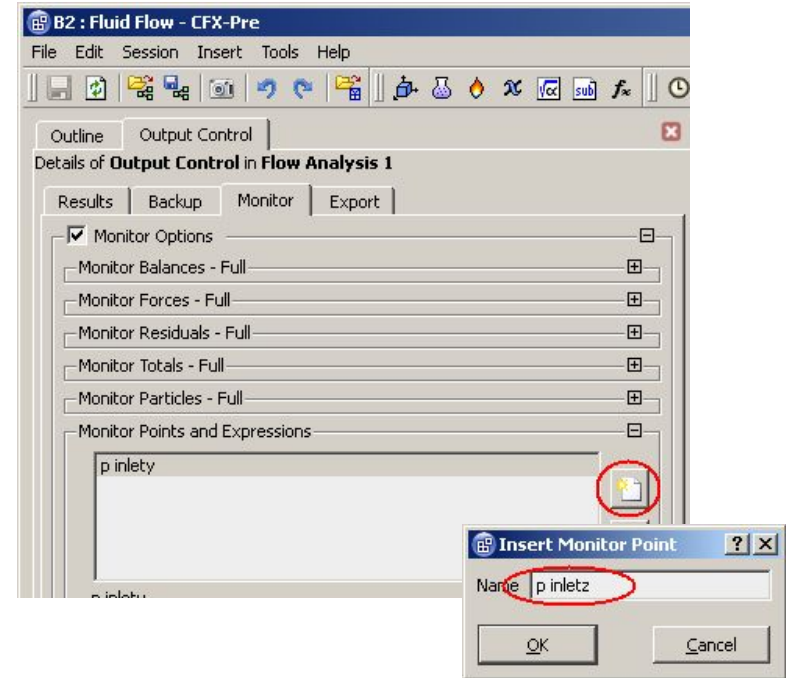 B2 : Fluid Flow - CFX-Pre
File Edit Session Insert Tools Help
√α sub f∞
Outline Output Control
Details of Output Control in Flow Analysis 1
Results Backup Monitor Export
Monitor Options
Monitor Balances - Full
Monitor Forces - Full
Monitor Residuals - Full
Monitor Totals - Full
Monitor Particles - Full
Monitor Points and Expressions
p inlety
Insert Monitor Point
Name p inletz
p inlety
OK Cancel